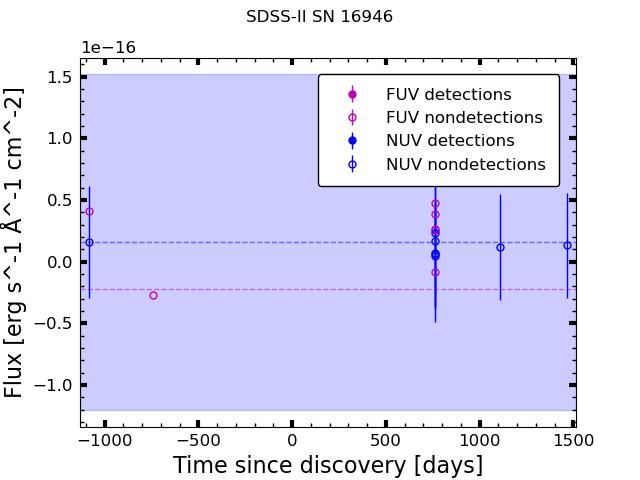 SDSS-II SN 16946
1e−16
1.5
1.0
0.5
0.0
−0.5
−1.0
Flux [erg s^-1 Å^-1 cm^-2]
FUV detections
FUV nondetections
NUV detections
NUV nondetections
−1000 −500 0 500 1000 1500
Time since discovery [days]